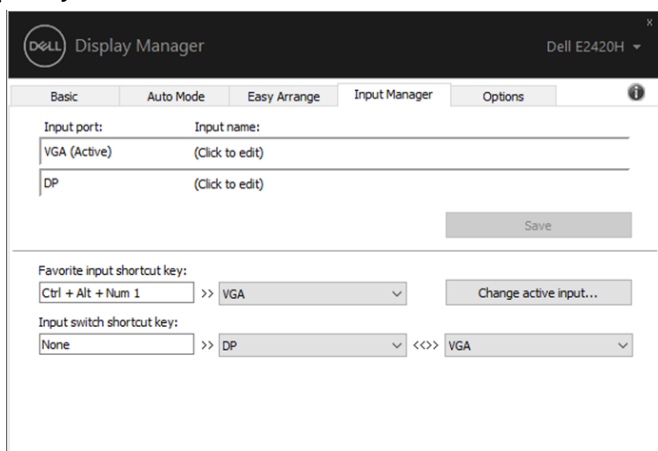 x
DELL Display Manager Dell E2420H
Basic Auto Mode Easy Arrange Input Manager Options i
Input port: Input name:
VGA (Active) (Click to edit)
DP (Click to edit)
Save
Favorite input shortcut key:
Ctrl + Alt + Num 1 >> VGA Change active input...
Input switch shortcut key:
None >> DP <<>> VGA